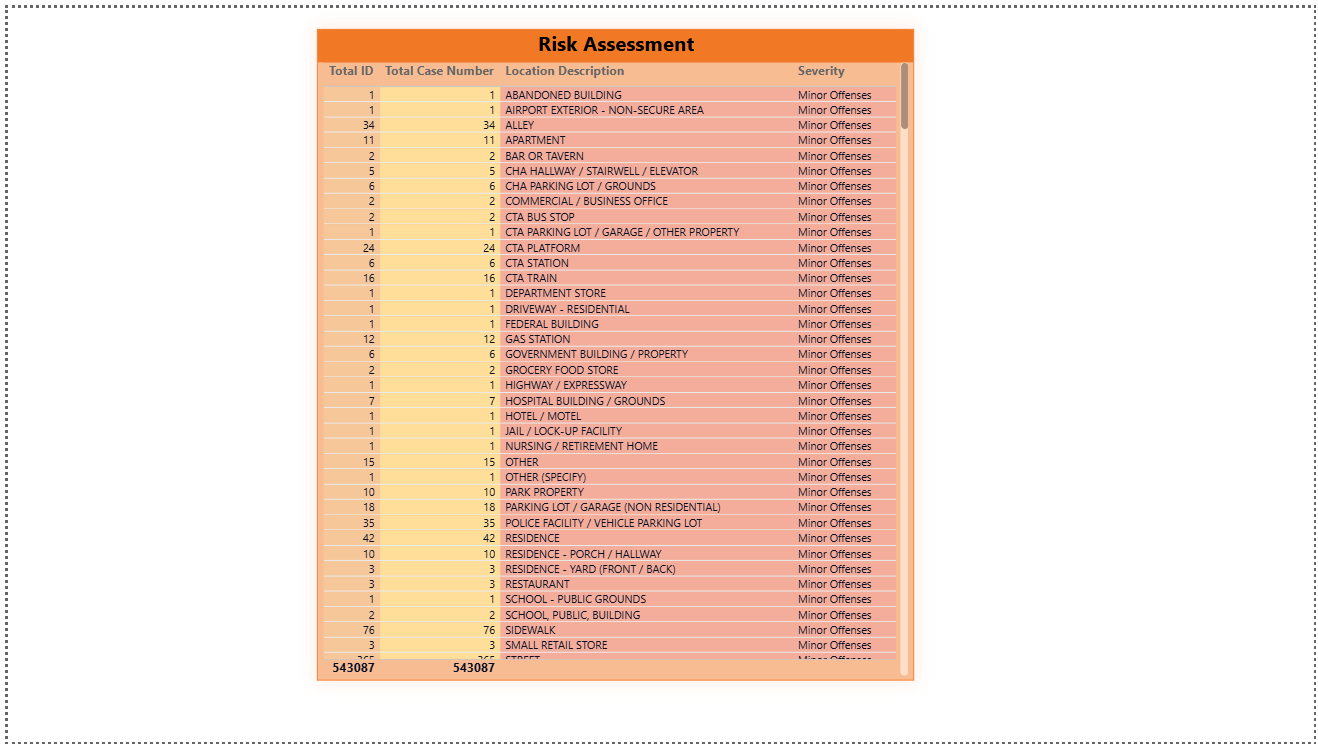 Risk Assessment
Total ID Total Case Number Location Description Severity
1 1 ABANDONED BUILDING Minor Offenses
1 1 AIRPORT EXTERIOR - NON-SECURE AREA Minor Offenses
34 34 ALLEY Minor Offenses
11 11 APARTMENT Minor Offenses
2 2 BAR OR TAVERN Minor Offenses
5 5 CHA HALLWAY / STAIRWELL / ELEVATOR Minor Offenses
6 6 CHA PARKING LOT / GROUNDS Minor Offenses
2 2 COMMERCIAL / BUSINESS OFFICE Minor Offenses
2 2 CTA BUS STOP Minor Offenses
1 1 CTA PARKING LOT / GARAGE / OTHER PROPERTY Minor Offenses
24 24 CTA PLATFORM Minor Offenses
6 6 CTA STATION Minor Offenses
16 16 CTA TRAIN Minor Offenses
1 1 DEPARTMENT STORE Minor Offenses
1 1 DRIVEWAY - RESIDENTIAL Minor Offenses
1 1 FEDERAL BUILDING Minor Offenses
12 12 GAS STATION Minor Offenses
6 6 GOVERNMENT BUILDING / PROPERTY Minor Offenses
2 2 GROCERY FOOD STORE Minor Offenses
1 1 HIGHWAY / EXPRESSWAY Minor Offenses
7 7 HOSPITAL BUILDING / GROUNDS Minor Offenses
1 1 HOTEL / MOTEL Minor Offenses
1 1 JAIL / LOCK-UP FACILITY Minor Offenses
1 1 NURSING / RETIREMENT HOME Minor Offenses
15 15 OTHER Minor Offenses
1 1 OTHER (SPECIFY) Minor Offenses
10 10 PARK PROPERTY Minor Offenses
18 18 PARKING LOT / GARAGE (NON RESIDENTIAL) Minor Offenses
35 35 POLICE FACILITY / VEHICLE PARKING LOT Minor Offenses
42 42 RESIDENCE Minor Offenses
10 10 RESIDENCE - PORCH / HALLWAY Minor Offenses
3 3 RESIDENCE - YARD (FRONT / BACK) Minor Offenses
3 3 RESTAURANT Minor Offenses
1 1 SCHOOL - PUBLIC GROUNDS Minor Offenses
2 2 SCHOOL, PUBLIC, BUILDING Minor Offenses
76 76 SIDEWALK Minor Offenses
3 3 SMALL RETAIL STORE Minor Offenses
STREET Minor Offenses
543087 543087